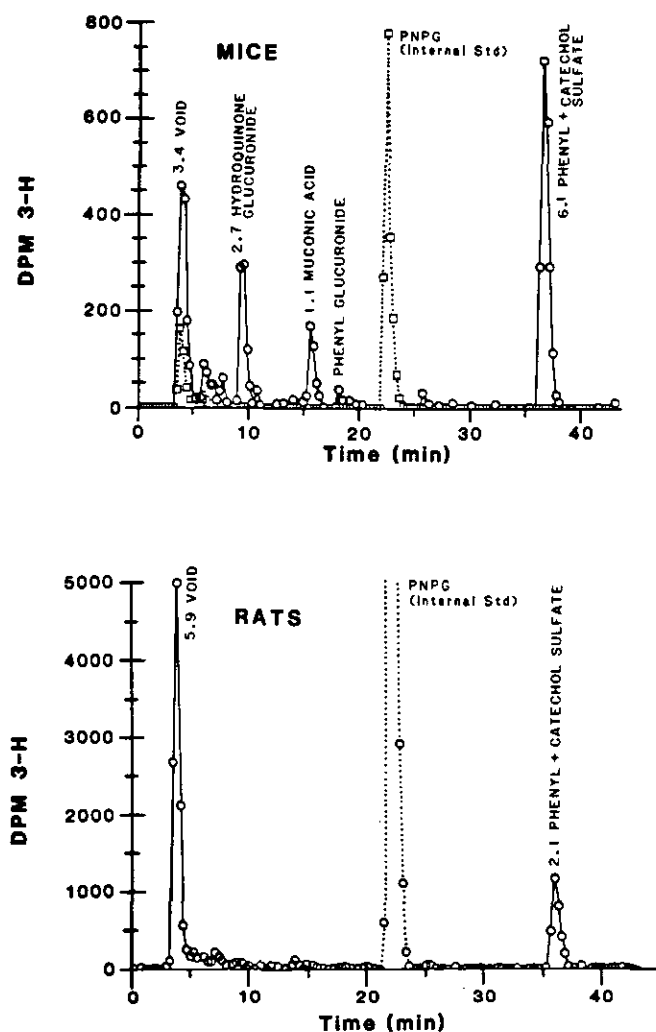 800
600
400
200
0
DPM 3-H
MICE
3.4 VOID
2.7 HYDROQUINONE
GLUCURONIDE
1.1 MUCONIC ACID
PHENYL GLUCURONIDE
PNPG
(Internal Std)
6.1 PHENYL + CATECHOL
SULFATE
0
10
20
30
40
Time (min)
5000
4000
3000
2000
1000
0
DPM 3-H
5.9 VOID
RATS
PNPG
(Internal Std)
2.1 PHENYL + CATECHOL SULFATE
0
10
20
30
40
Time (min)